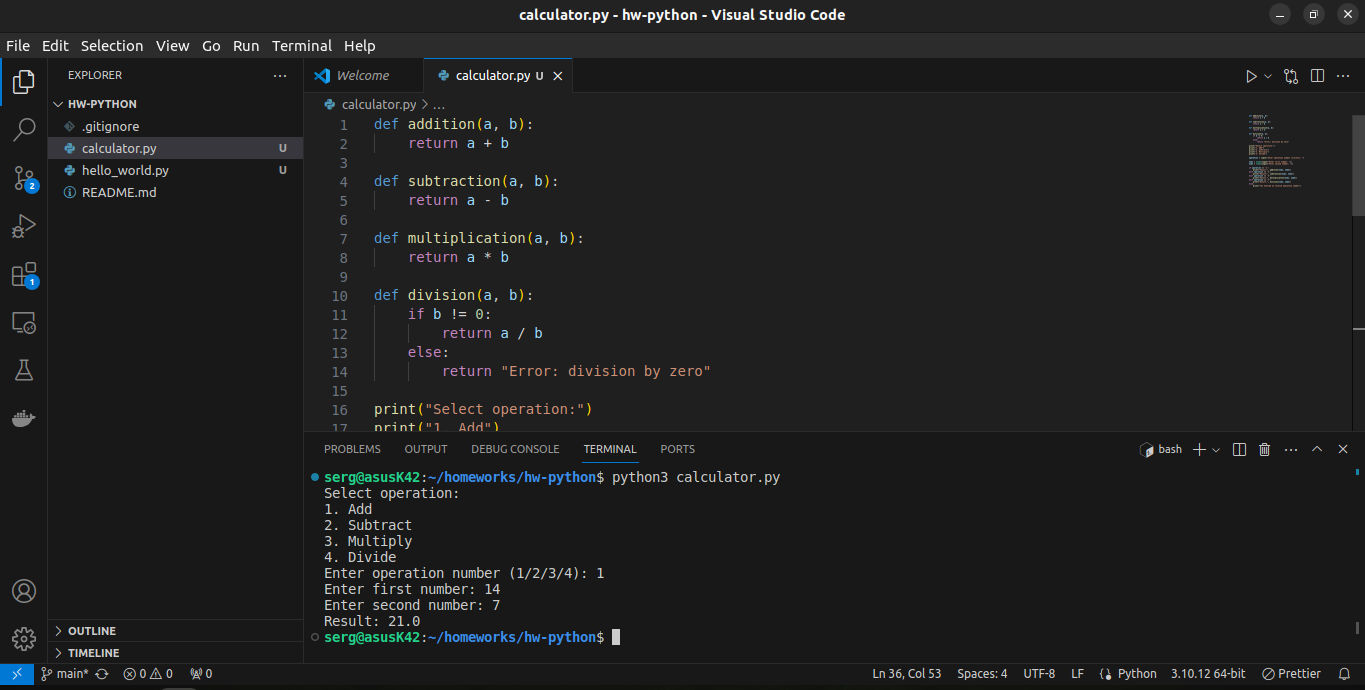 calculator.py - hw-python - Visual Studio Code
File Edit Selection View Go Run Terminal Help
EXPLORER
HW-PYTHON
.gitignore
calculator.py U
hello_world.py U
README.md
2
1
OUTLINE
TIMELINE
Welcome
calculator.py U
calculator.py > ...
1 def addition(a, b):
2 return a + b
3
4 def subtraction(a, b):
5 return a - b
6
7 def multiplication(a, b):
8 return a * b
9
10 def division(a, b):
11 if b != 0:
12 return a / b
13 else:
14 return "Error: division by zero"
15
16 print("Select operation:")
17 print("1. Add")
PROBLEMS OUTPUT DEBUG CONSOLE TERMINAL PORTS
bash
serg@asusK42:~/homeworks/hw-python$ python3 calculator.py
Select operation:
1. Add
2. Subtract
3. Multiply
4. Divide
Enter operation number (1/2/3/4): 1
Enter first number: 14
Enter second number: 7
Result: 21.0
serg@asusK42:~/homeworks/hw-python$
main* 0 0 0
Ln 36, Col 53 Spaces: 4 UTF-8 LF Python 3.10.12 64-bit Prettier